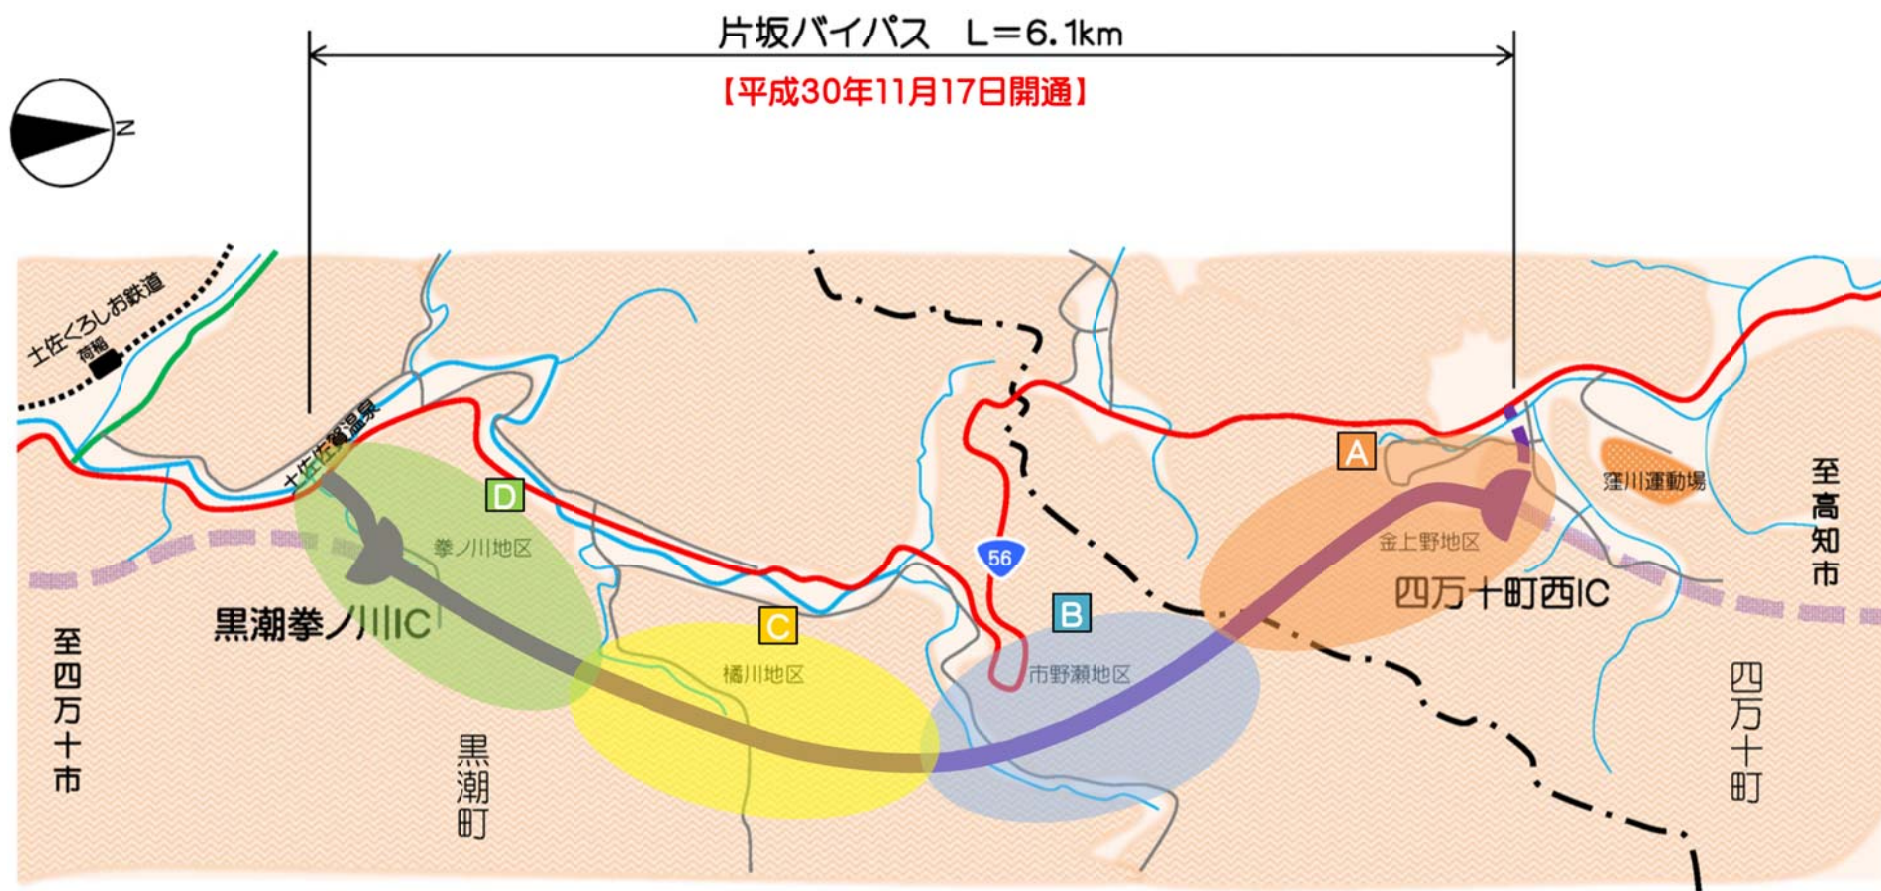 片坂バイパス L=6.1km
【平成30年11月17日開通】
N
土佐くろしお鉄道
荷稲
土佐佐賀温泉
A
D
窪川運動場
至高知市
拳ノ川地区
56
金上野地区
四万十町西IC
黒潮拳ノ川IC
C
B
至四万十市
橘川地区
市野瀬地区
四万十町
黒潮町